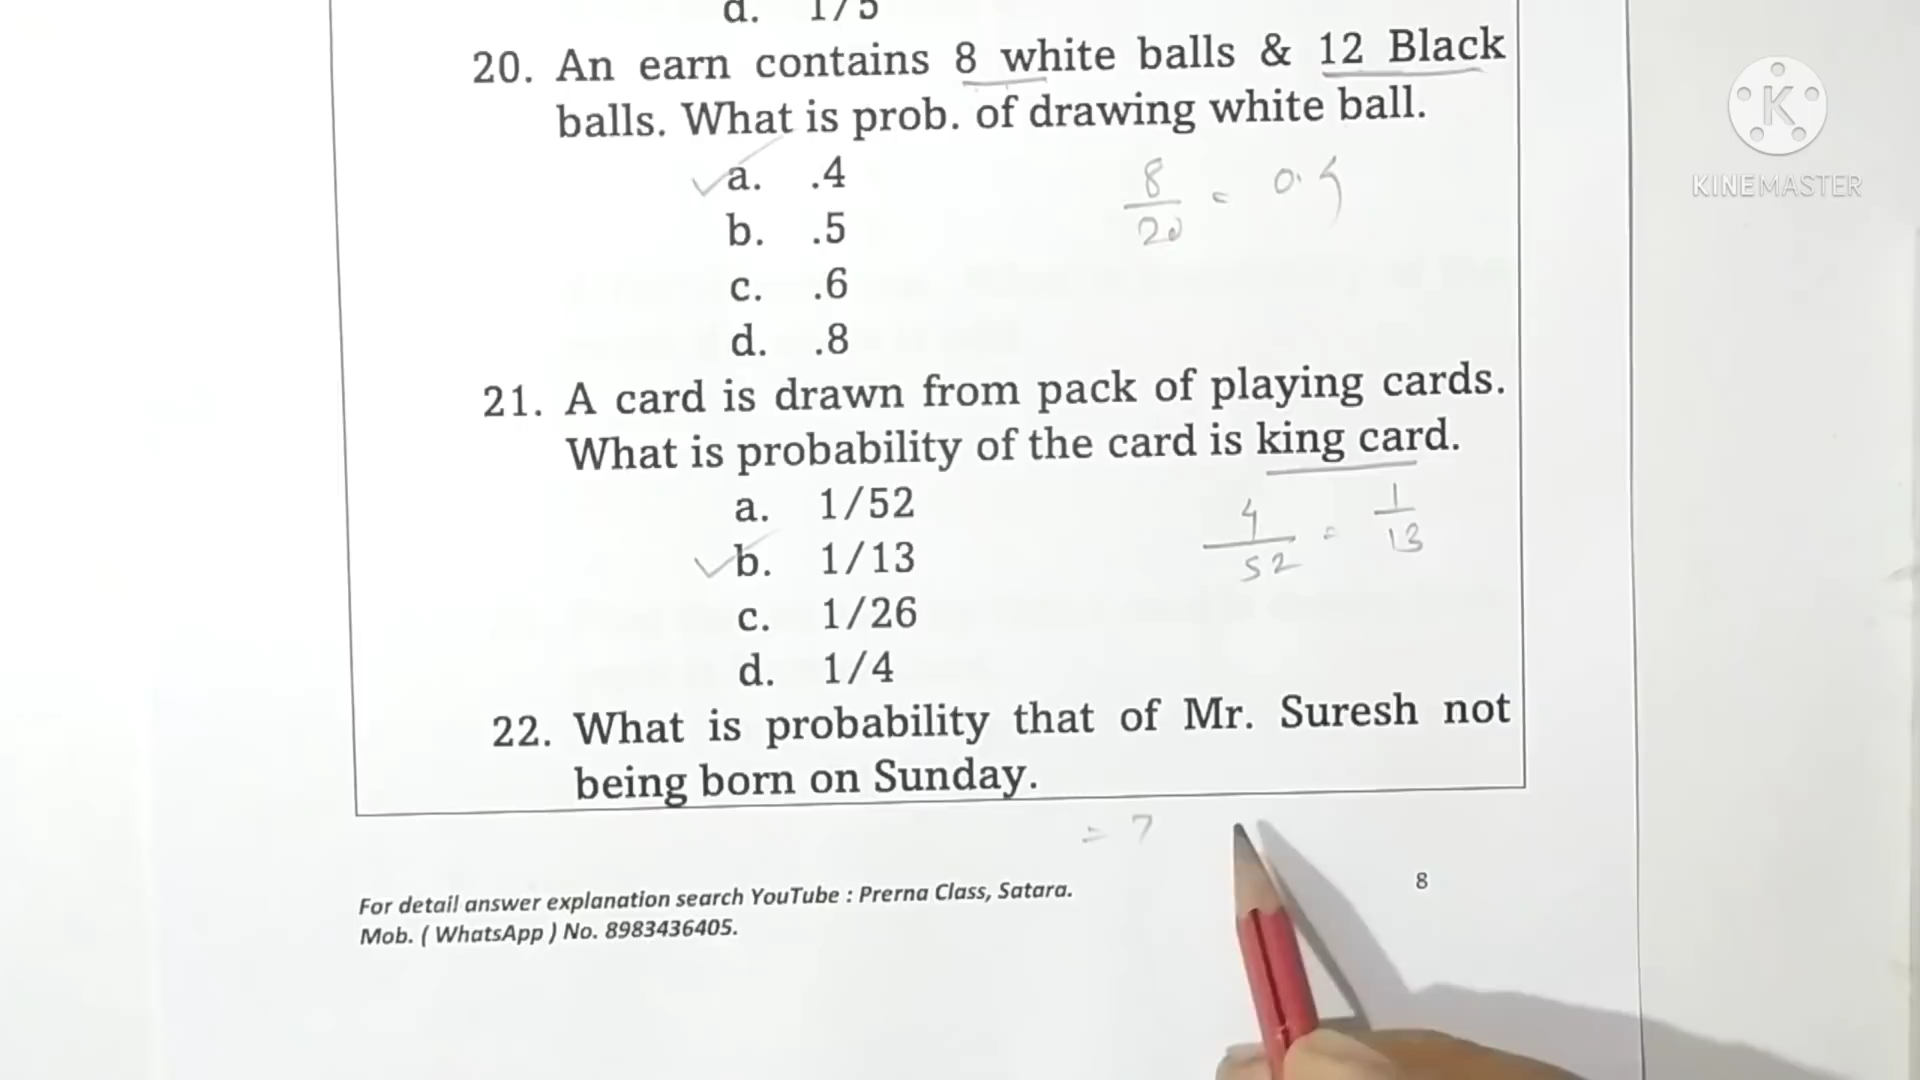 d. 1/5
20. An earn contains 8 white balls & 12 Black
balls. What is prob. of drawing white ball.
a. .4
8/20 = 0.4
b. .5
c. .6
d. .8
21. A card is drawn from pack of playing cards.
What is probability of the card is king card.
a. 1/52
4/52 = 1/13
b. 1/13
c. 1/26
d. 1/4
22. What is probability that of Mr. Suresh not
being born on Sunday.
= 7
For detail answer explanation search YouTube : Prerna Class, Satara.
Mob. ( WhatsApp ) No. 8983436405.
8
K
KINEMASTER